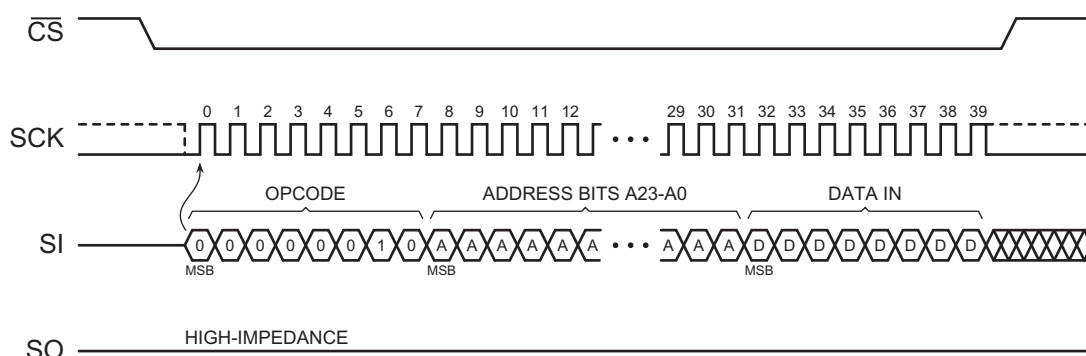 CS
0 1 2 3 4 5 6 7 8 9 10 11 12 29 30 31 32 33 34 35 36 37 38 39
SCK
OPCODE ADDRESS BITS A23-A0 DATA IN
SI 0 0 0 0 0 0 1 0 A A A A A A • • • A A A D D D D D D D D
MSB MSB MSB
HIGH-IMPEDANCE
SO